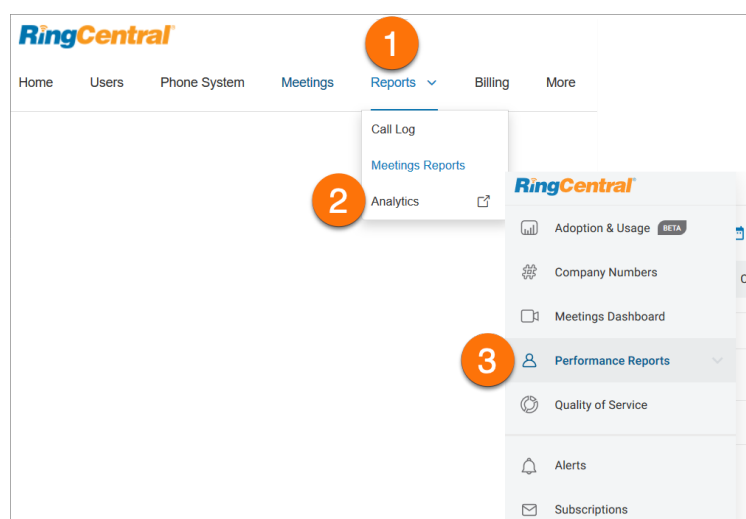 RingCentral
1
Home Users Phone System Meetings Reports Billing More
Call Log
Meetings Reports
2 Analytics
RingCentral
Adoption & Usage BETA
Company Numbers
Meetings Dashboard
3 Performance Reports
Quality of Service
Alerts
Subscriptions